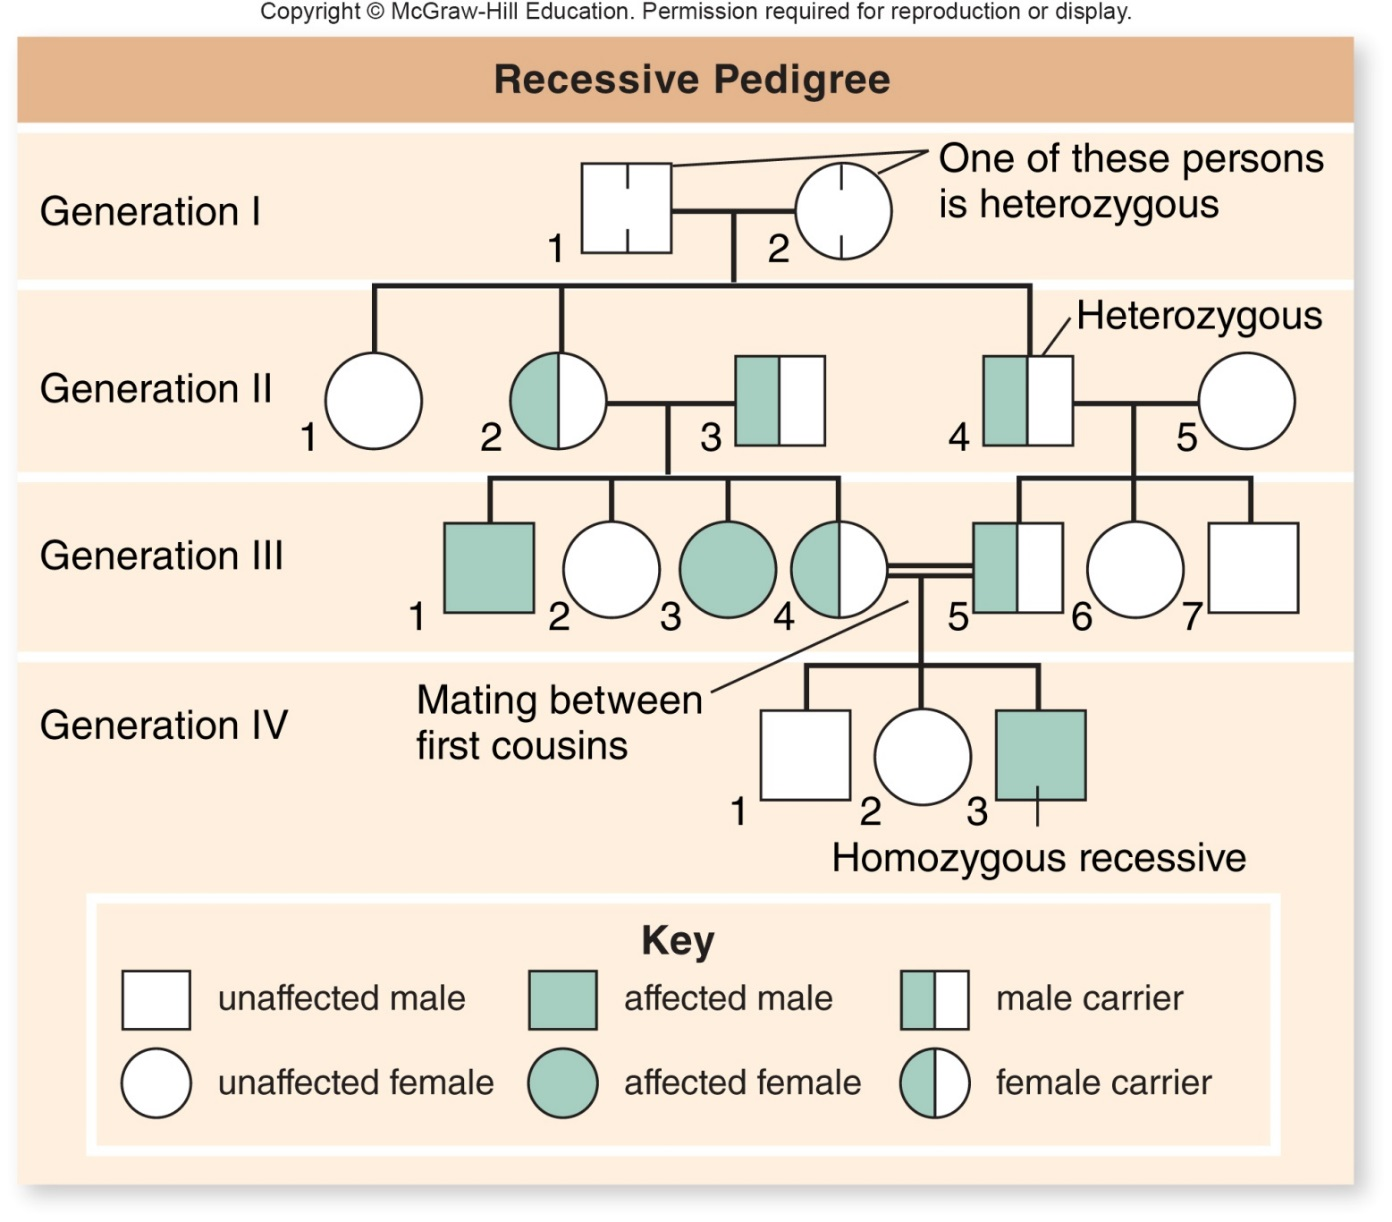 Copyright © McGraw-Hill Education. Permission required for reproduction or display.
Recessive Pedigree
Generation I
1
2
One of these persons
is heterozygous
Generation II
1
2
3
4
5
Heterozygous
Generation III
1
2
3
4
5
6
7
Mating between
first cousins
Generation IV
1
2
3
Homozygous recessive
Key
unaffected male
affected male
male carrier
unaffected female
affected female
female carrier